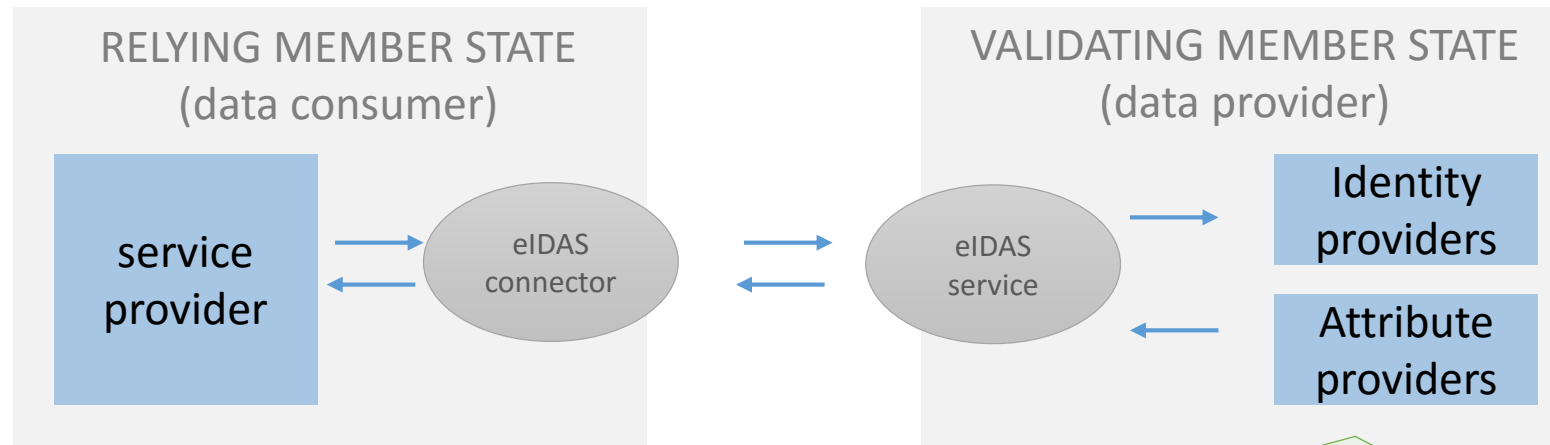 RELYING MEMBER STATE
(data consumer)
service
provider
eIDAS
connector
VALIDATING MEMBER STATE
(data provider)
eIDAS
service
Identity
providers
Attribute
providers